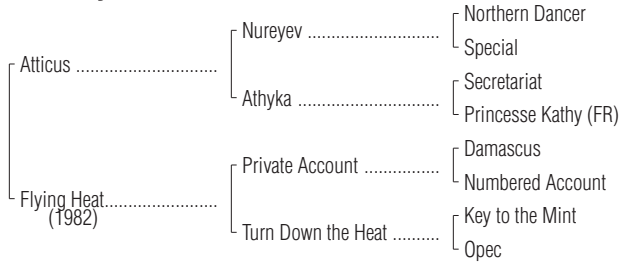 Northern Dancer
Nureyev ............................
Special
Atticus ..............................
Secretariat
Athyka ..............................
Princesse Kathy (FR)
Damascus
Private Account ................
Numbered Account
Flying Heat........................
(1982)
Key to the Mint
Turn Down the Heat ..........
Opec